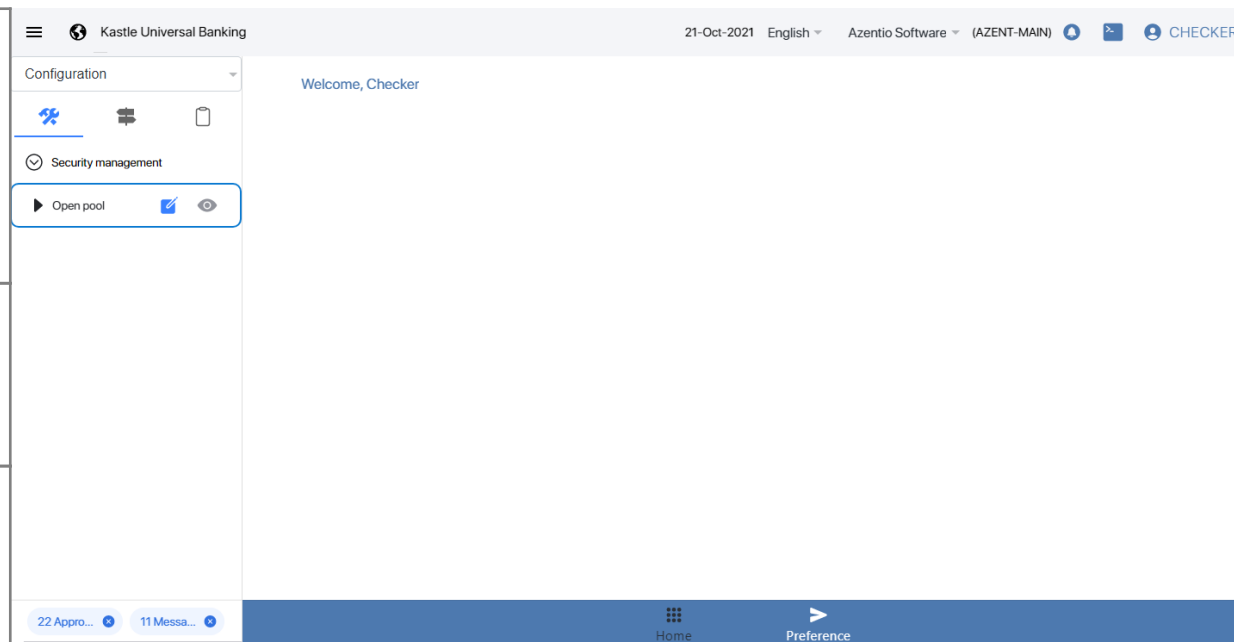 Kastle Universal Banking 21-Oct-2021 English Azentio Software (AZENT-MAIN) CHECKER
Configuration
Welcome, Checker
Security management
Open pool
22 Appro... 11 Messa...
Home Preference